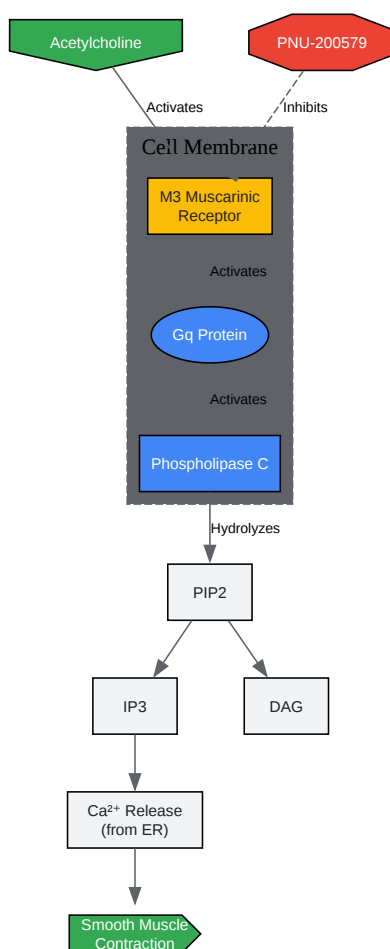 Acetylcholine
PNU-200579
Activates
Inhibits
Cell Membrane
M3 Muscarinic
Receptor
Activates
Gq Protein
Activates
Phospholipase C
Hydrolyzes
PIP2
IP3
DAG
Ca²⁺ Release
(from ER)
Smooth Muscle
Contraction